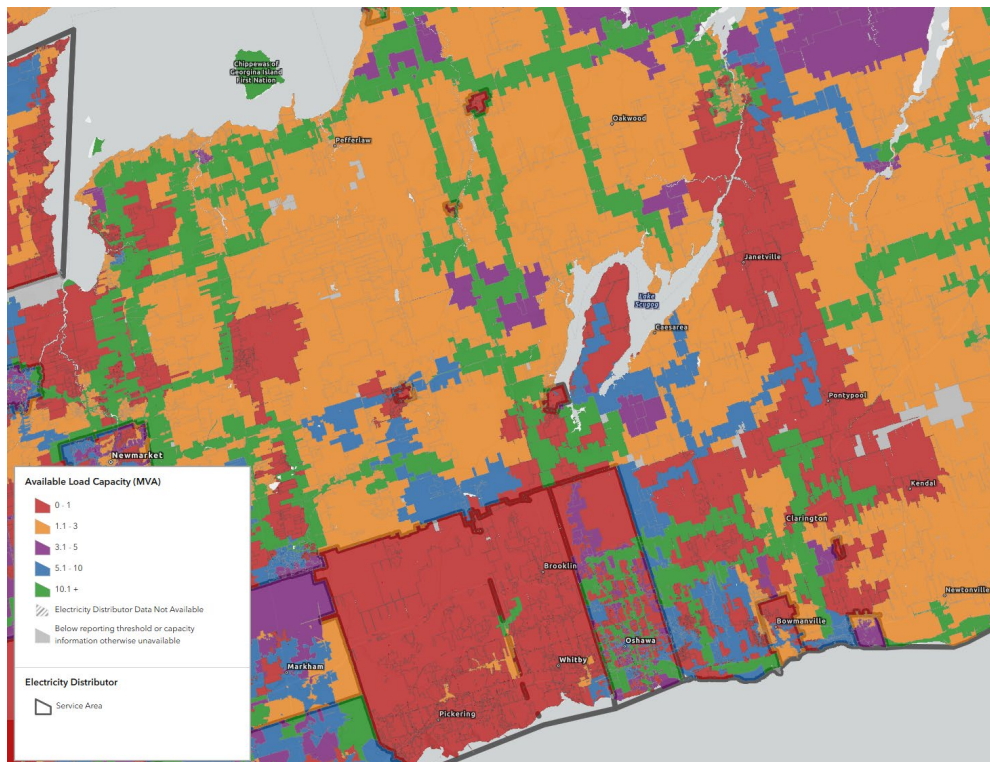 Chippewas of
Georgina Island
First Nation
Oakwood
Pefferlaw
Janetville
Lake
Scugog
Caesarea
Pontypool
Newmarket
Kendal
Clarington
Brooklin
Newtonville
Bowmanville
Oshawa
Whitby
Markham
Pickering
Available Load Capacity (MVA)
0 - 1
1.1 - 3
3.1 - 5
5.1 - 10
10.1 +
Electricity Distributor Data Not Available
Below reporting threshold or capacity
information otherwise unavailable
Electricity Distributor
Service Area